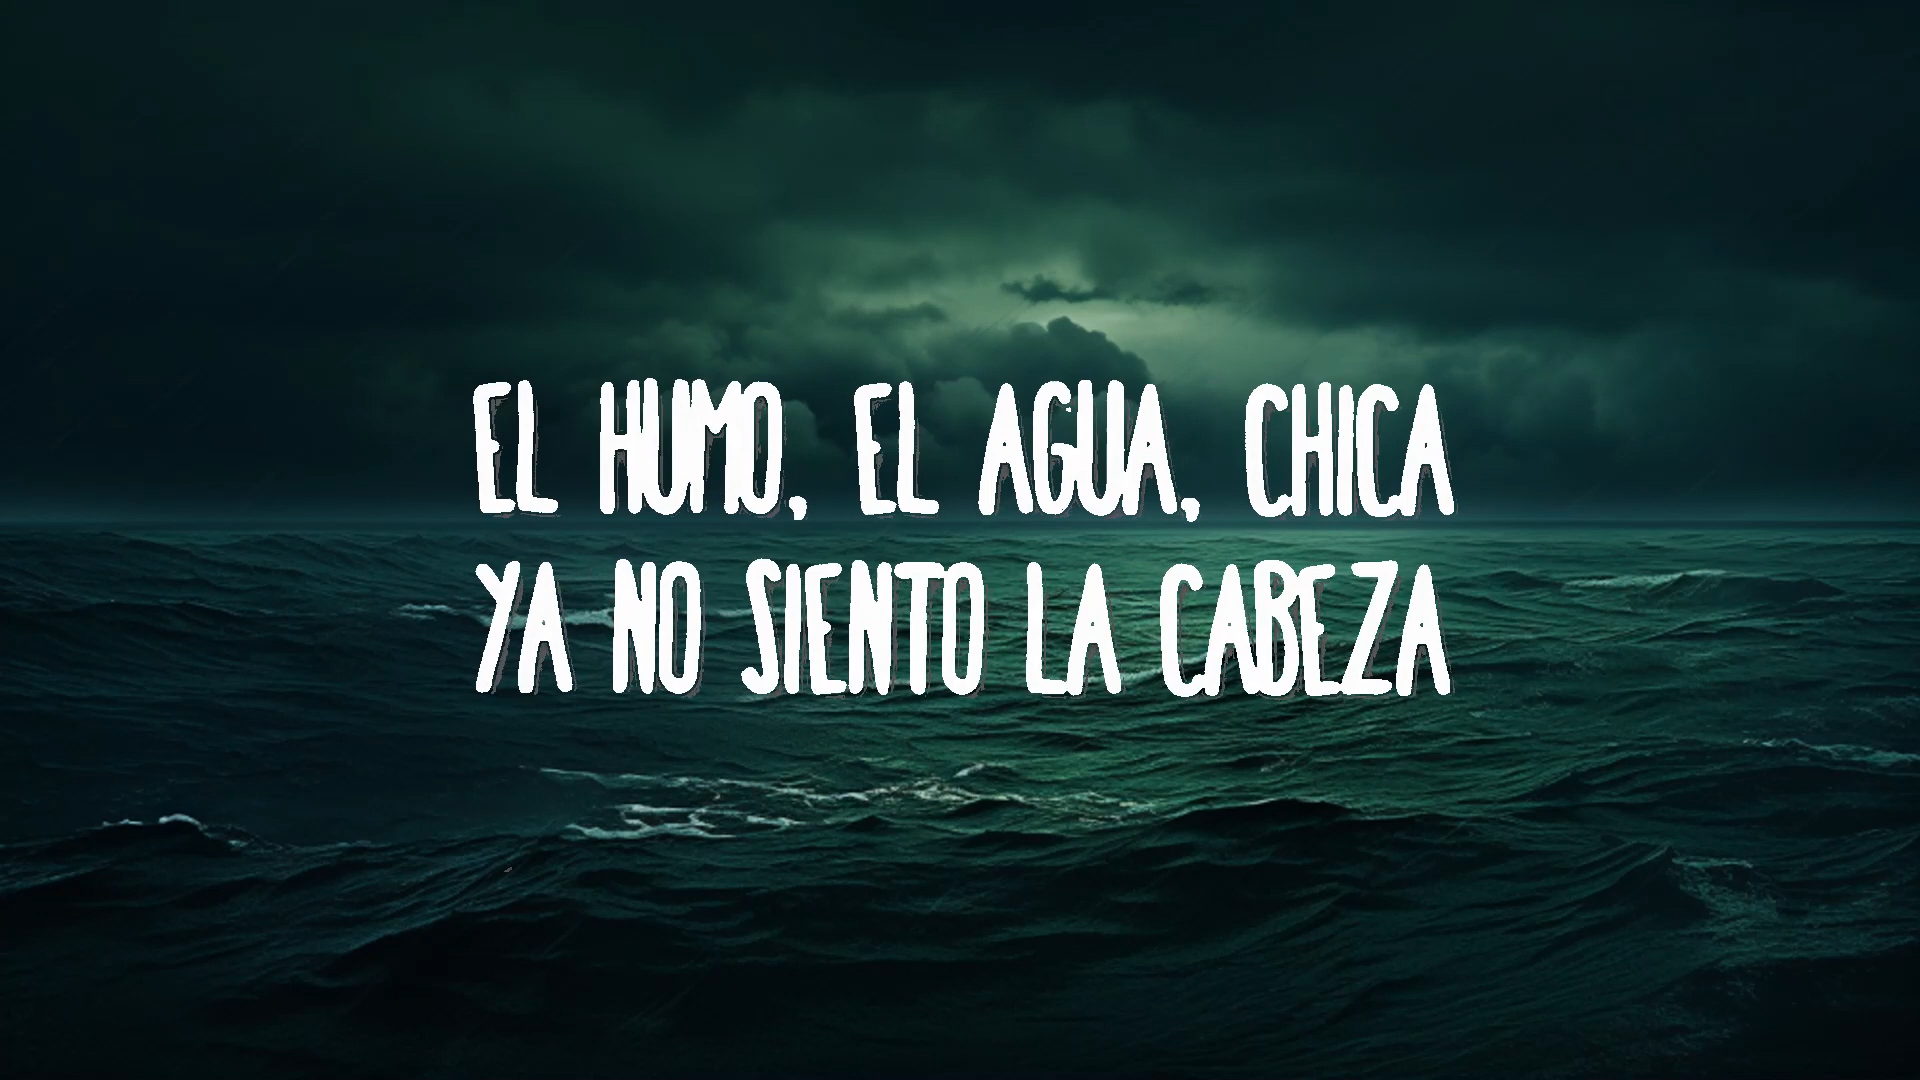 EL HUMO, EL AGUA, CHICA
YA NO SIENTO LA CABEZA